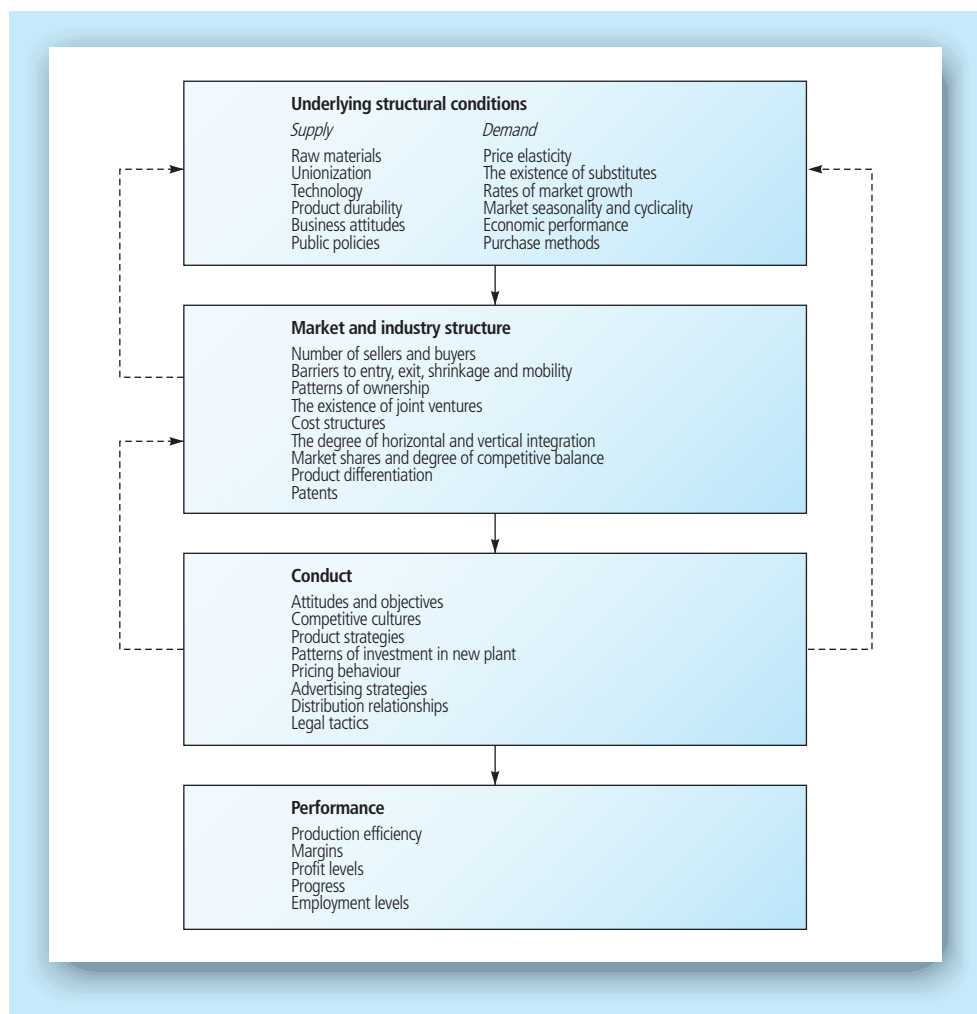 Underlying structural conditions
Supply Demand
Raw materials Price elasticity
Unionization The existence of substitutes
Technology Rates of market growth
Product durability Market seasonality and cyclicality
Business attitudes Economic performance
Public policies Purchase methods
Market and industry structure
Number of sellers and buyers
Barriers to entry, exit, shrinkage and mobility
Patterns of ownership
The existence of joint ventures
Cost structures
The degree of horizontal and vertical integration
Market shares and degree of competitive balance
Product differentiation
Patents
Conduct
Attitudes and objectives
Competitive cultures
Product strategies
Patterns of investment in new plant
Pricing behaviour
Advertising strategies
Distribution relationships
Legal tactics
Performance
Production efficiency
Margins
Profit levels
Progress
Employment levels